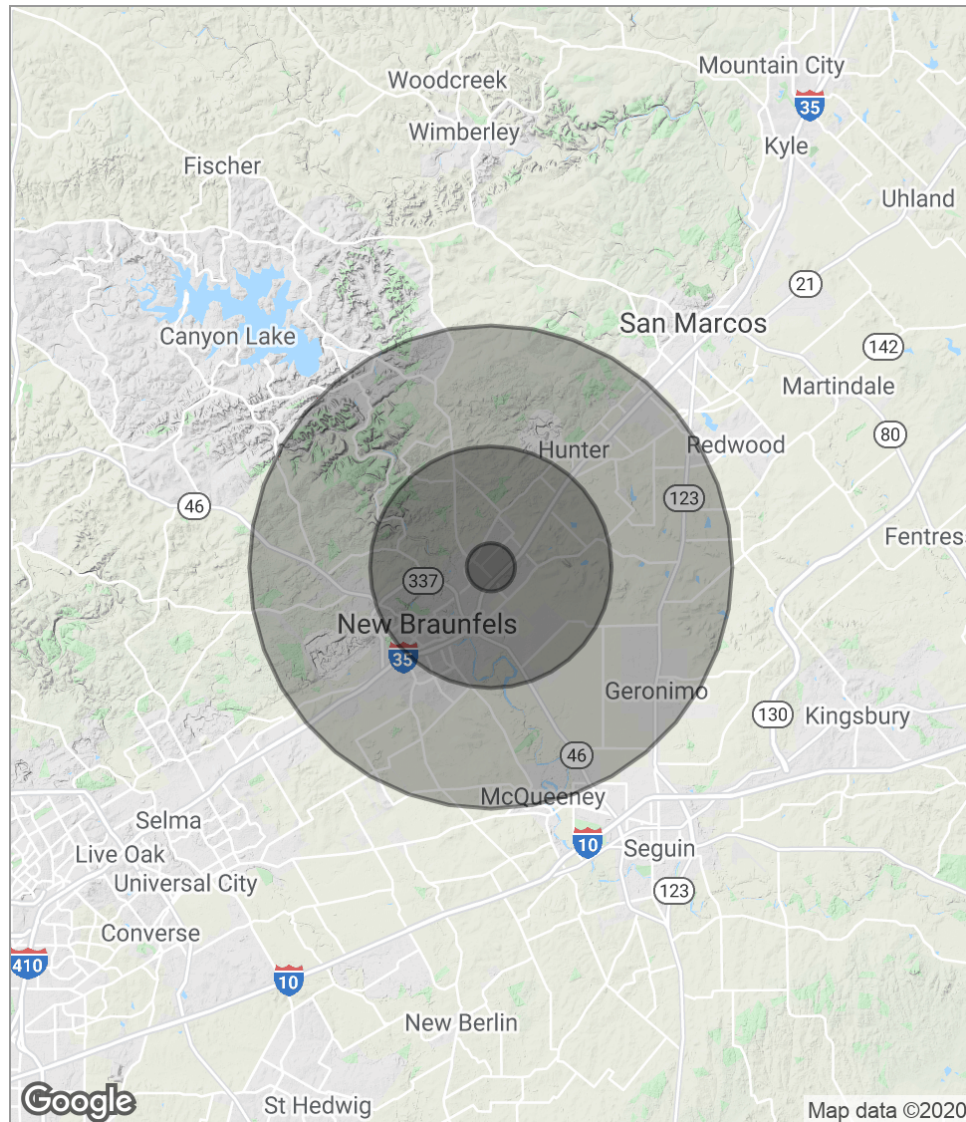 Mountain City
Woodcreek
35
Wimberley
Kyle
Fischer
Uhland
21
San Marcos
Canyon Lake
142
Martindale
80
Redwood
Hunter
123
46
Fentres
337
New Braunfels
35
Geronimo
130
Kingsbury
46
McQueeney
Selma
10
Seguin
Live Oak
Universal City
123
Converse
410
10
New Berlin
Google
St Hedwig
Map data ©2020